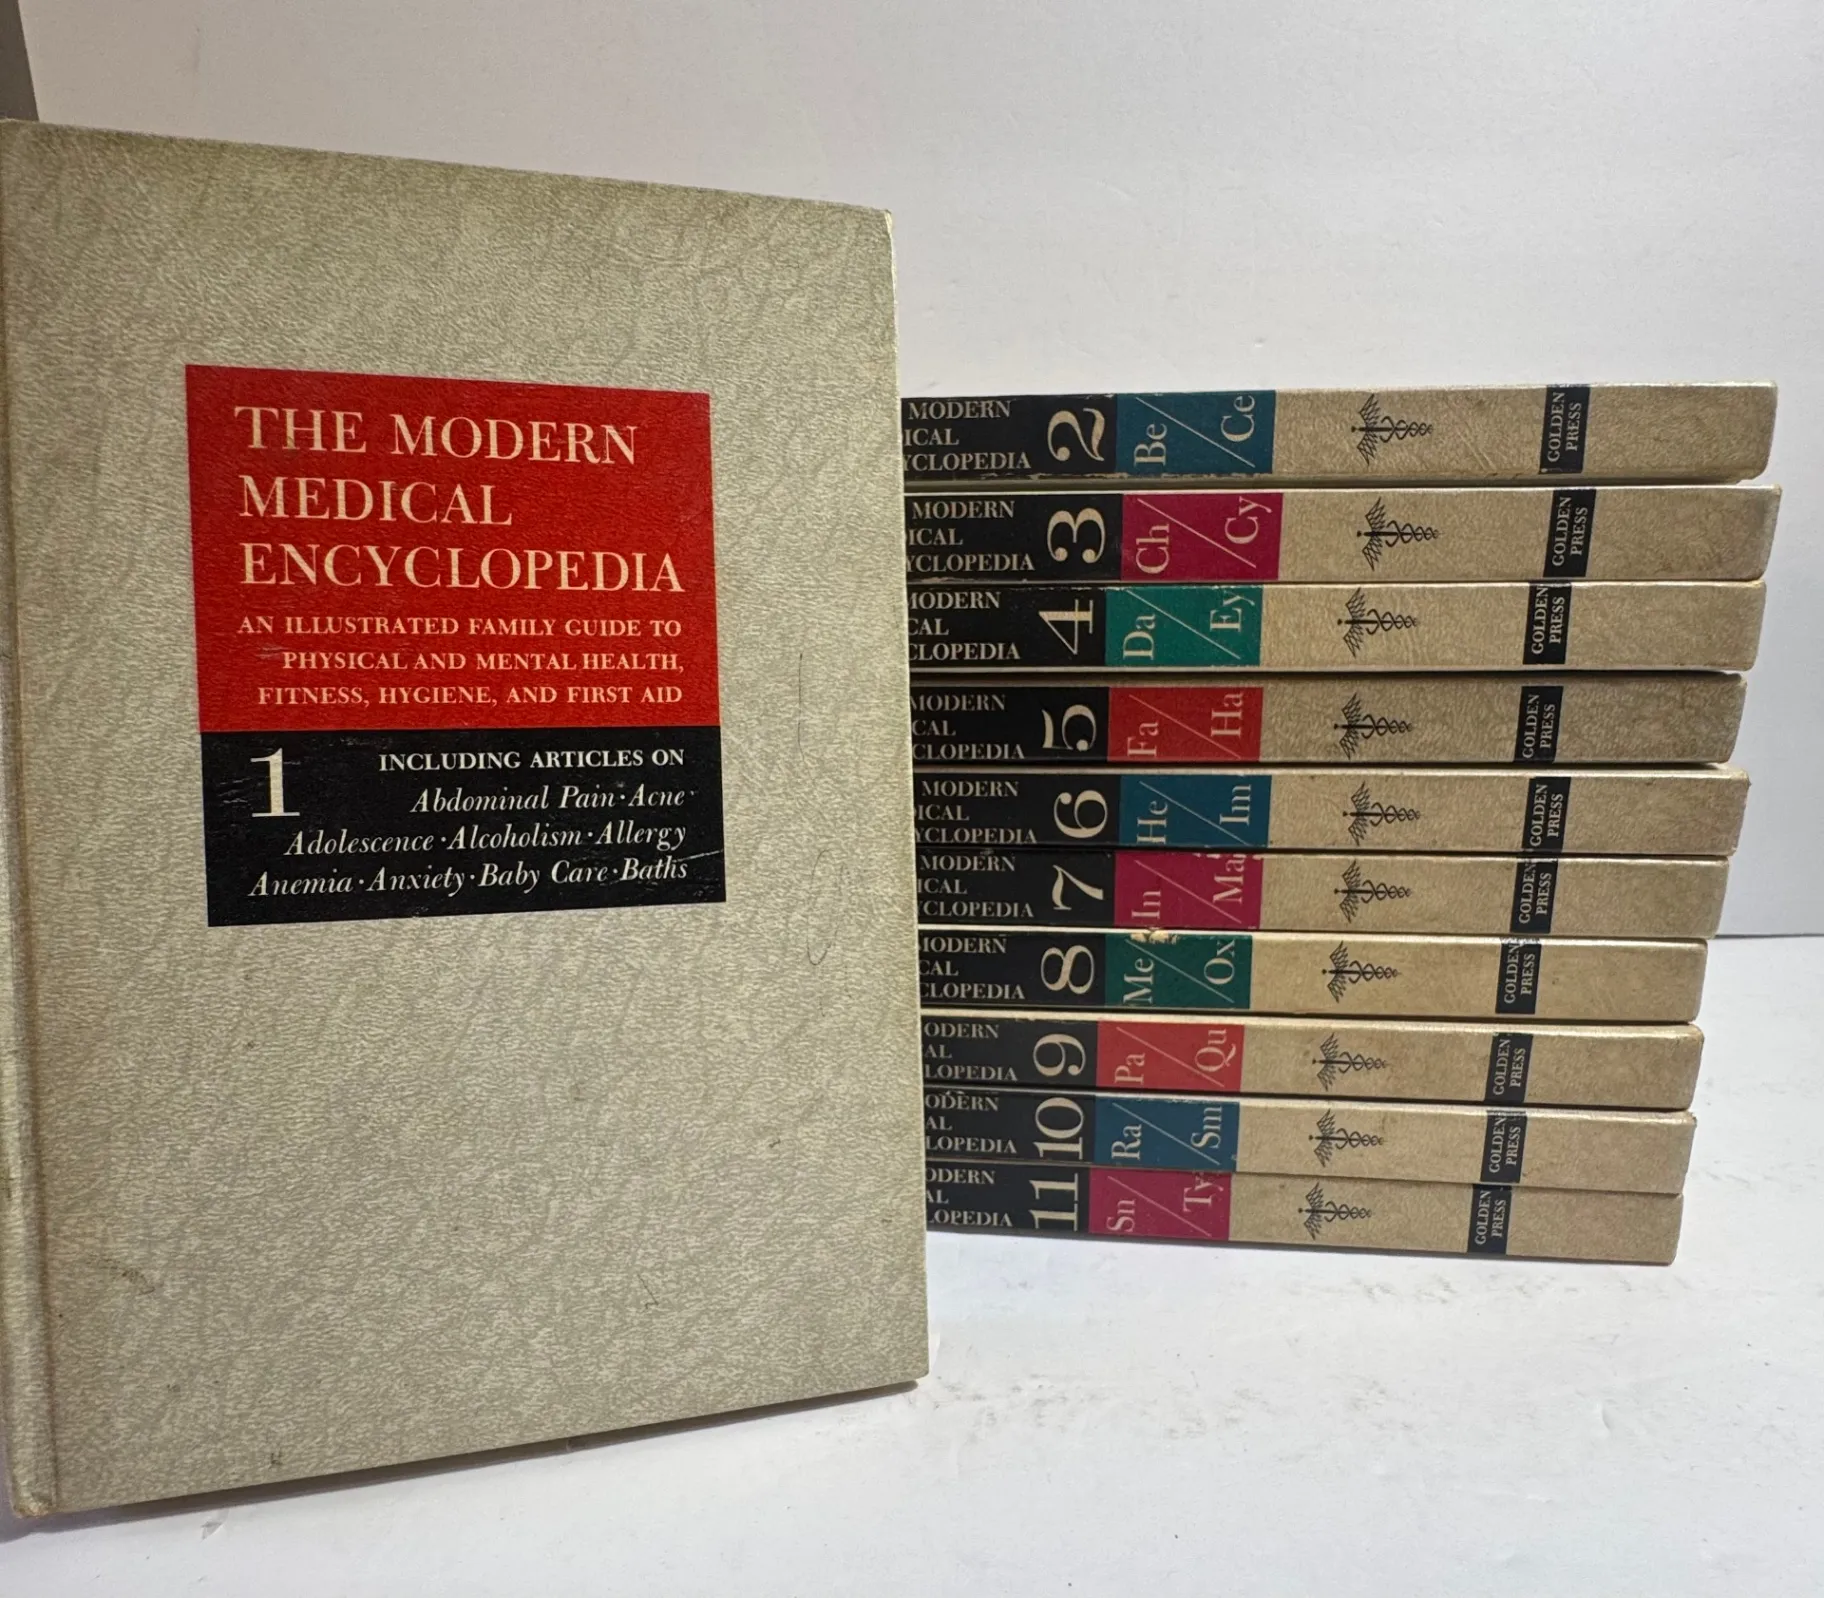 THE MODERN
MEDICAL
ENCYCLOPEDIA
AN ILLUSTRATED FAMILY GUIDE TO
PHYSICAL AND MENTAL HEALTH,
FITNESS, HYGIENE, AND FIRST AID
1
INCLUDING ARTICLES ON
Abdominal Pain · Acne
Adolescence · Alcoholism · Allergy
Anemia · Anxiety · Baby Care · Baths
MODERN
ICAL
YCLOPEDIA
2
Be/Ce
GOLDEN
PRESS
MODERN
ICAL
YCLOPEDIA
3
Ch/Cy
GOLDEN
PRESS
MODERN
CAL
CLOPEDIA
4
Da/Ey
GOLDEN
PRESS
MODERN
CAL
CLOPEDIA
5
Fa/Ha
GOLDEN
PRESS
MODERN
ICAL
YCLOPEDIA
6
He/In
GOLDEN
PRESS
MODERN
ICAL
YCLOPEDIA
7
In/Ma
GOLDEN
PRESS
MODERN
CAL
CLOPEDIA
8
Me/Ox
GOLDEN
PRESS
ODERN
AL
LOPEDIA
9
Pa/Qu
GOLDEN
PRESS
ODERN
AL
LOPEDIA
10
Ra/Sm
GOLDEN
PRESS
ODERN
AL
LOPEDIA
11
Sn/Ty
GOLDEN
PRESS